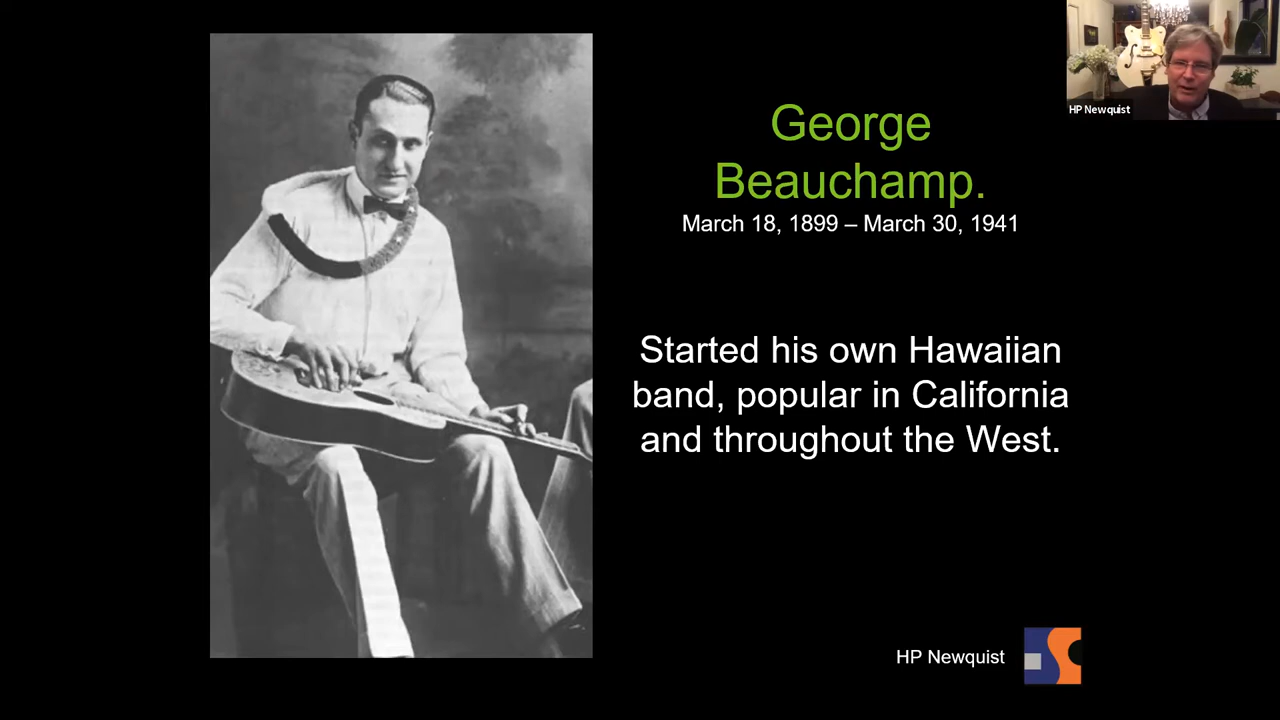 HP Newquist
George
Beauchamp.
March 18, 1899 – March 30, 1941
Started his own Hawaiian
band, popular in California
and throughout the West.
HP Newquist